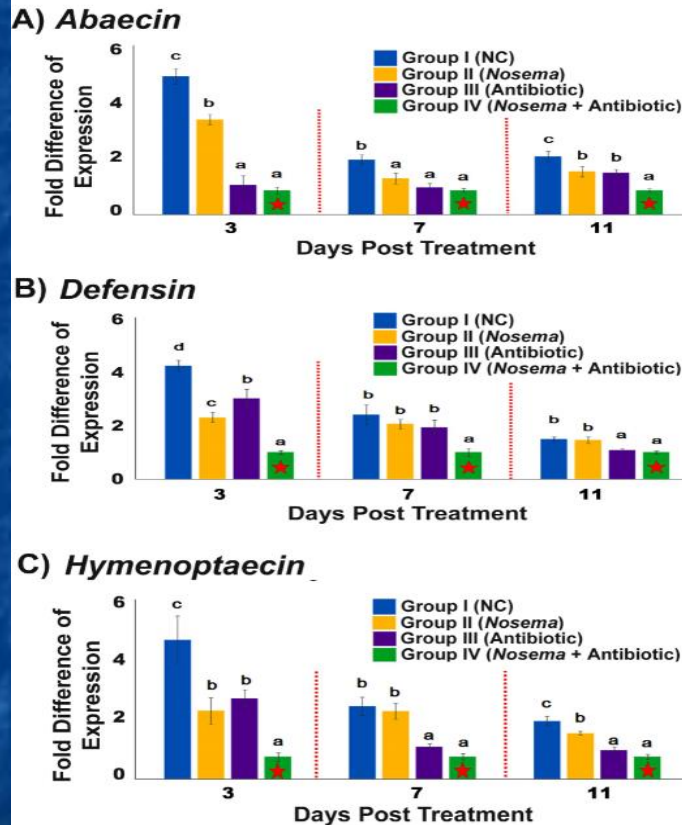 A) Abaecin
6
4
2
0
Fold Difference of
Expression
Group I (NC)
Group II (Nosema)
Group III (Antibiotic)
Group IV (Nosema + Antibiotic)
c b a a
b a a a
c b b a
3 7 11
Days Post Treatment
B) Defensin
6
4
2
0
Fold Difference of
Expression
Group I (NC)
Group II (Nosema)
Group III (Antibiotic)
Group IV (Nosema + Antibiotic)
d c b a
b b b a
b b a a
3 7 11
Days Post Treatment
C) Hymenoptaecin
6
4
2
0
Fold Difference of
Expression
Group I (NC)
Group II (Nosema)
Group III (Antibiotic)
Group IV (Nosema + Antibiotic)
c b b a
b b a a
c b a a
3 7 11
Days Post Treatment